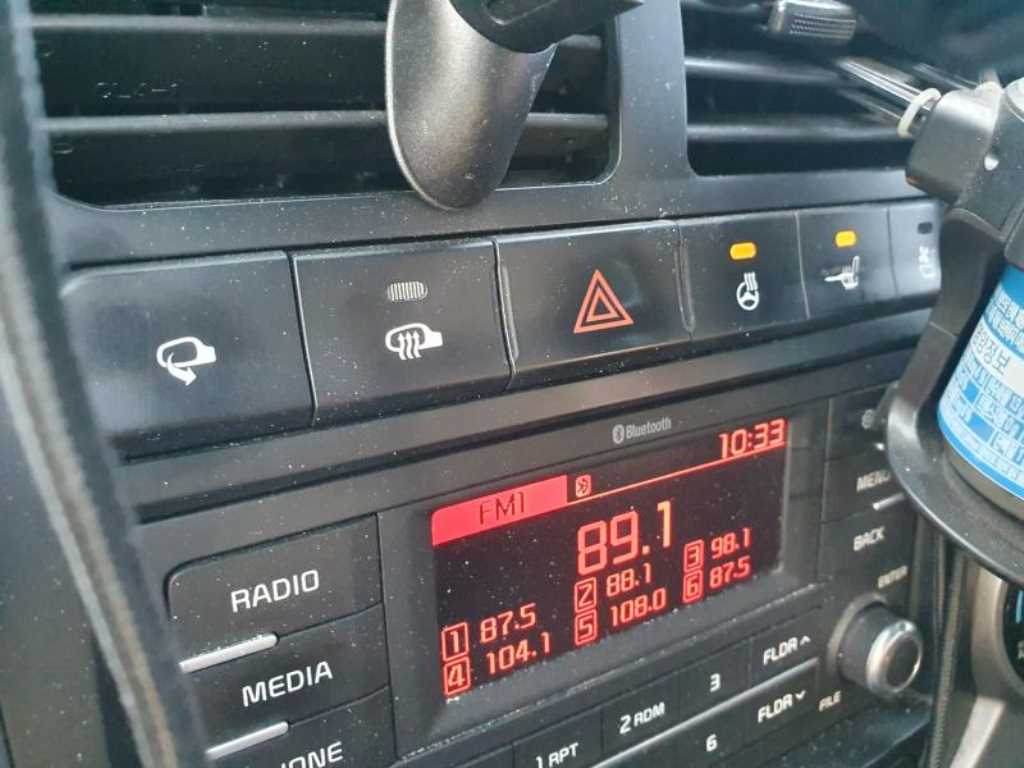 Bluetooth
10:33
FM1
89.1
1 87.5
2 88.1
3 98.1
4 104.1
5 108.0
6 87.5
RADIO
MEDIA
MENU
BACK
ENTER
1 RPT
2 RDM
3
FLDR
6
FLDR
FILE